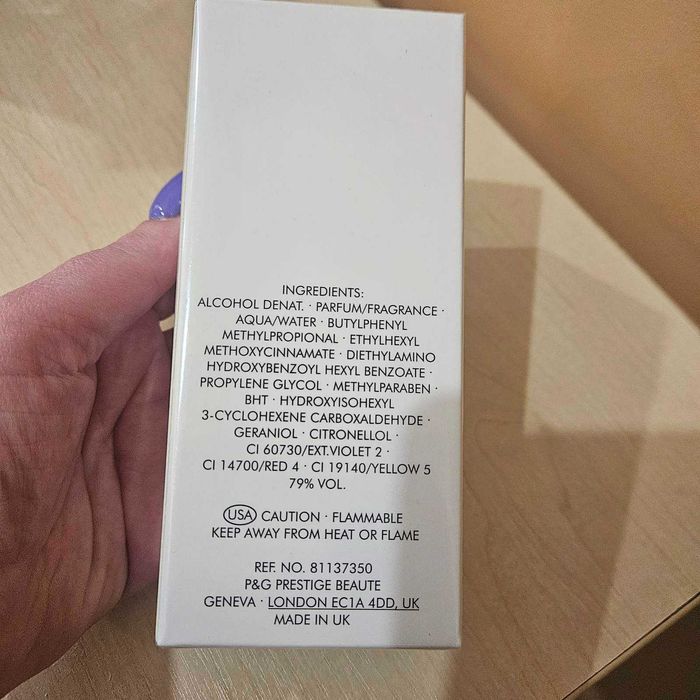 INGREDIENTS:
ALCOHOL DENAT. · PARFUM/FRAGRANCE ·
AQUA/WATER · BUTYLPHENYL
METHYLPROPIONAL · ETHYLHEXYL
METHOXYCINNAMATE · DIETHYLAMINO
HYDROXYBENZOYL HEXYL BENZOATE ·
PROPYLENE GLYCOL · METHYLPARABEN ·
BHT · HYDROXYISOHEXYL
3-CYCLOHEXENE CARBOXALDEHYDE ·
GERANIOL · CITRONELLOL ·
CI 60730/EXT.VIOLET 2 ·
CI 14700/RED 4 · CI 19140/YELLOW 5
79% VOL.
USA CAUTION · FLAMMABLE
KEEP AWAY FROM HEAT OR FLAME
REF. NO. 81137350
P&G PRESTIGE BEAUTE
GENEVA · LONDON EC1A 4DD, UK
MADE IN UK